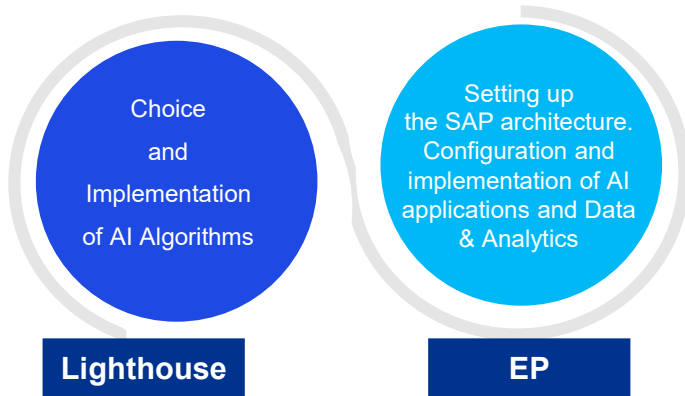 Choice
and
Implementation
of AI Algorithms
Setting up
the SAP architecture.
Configuration and
implementation of AI
applications and Data
& Analytics
Lighthouse
EP